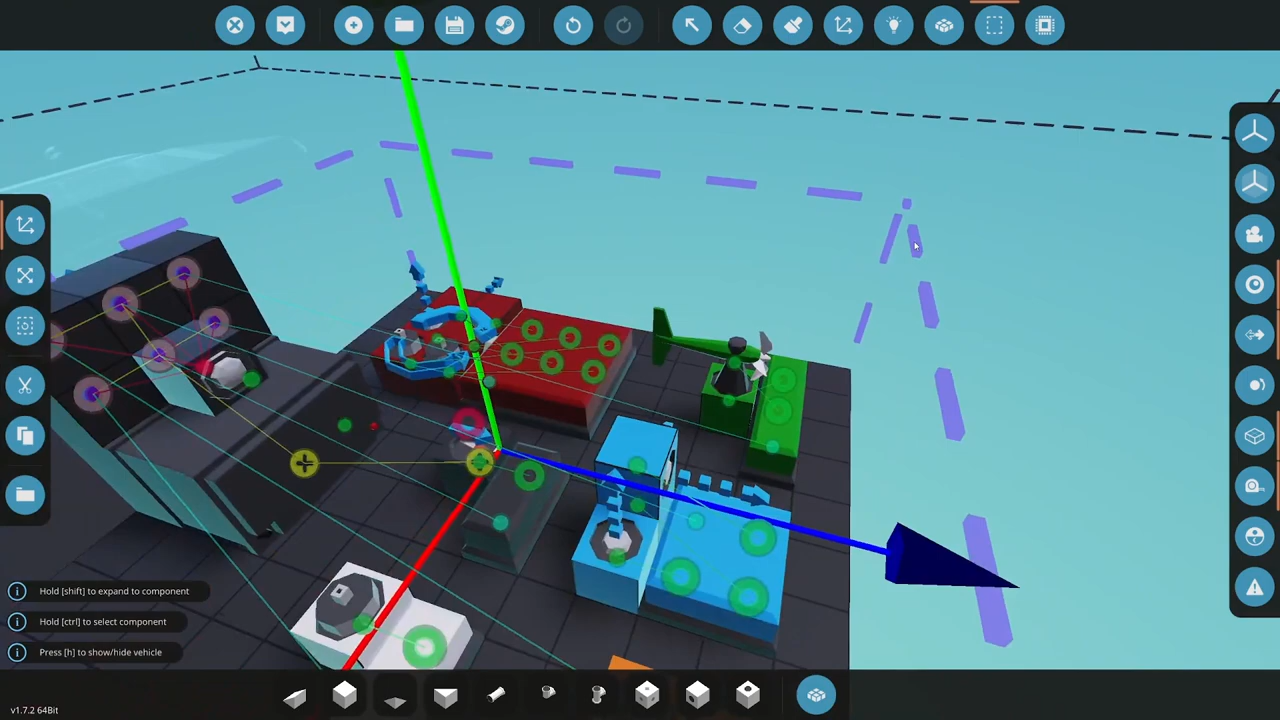 Hold [shift] to expand to component
Hold [ctrl] to select component
Press [h] to show/hide vehicle
v1.7.2 64Bit